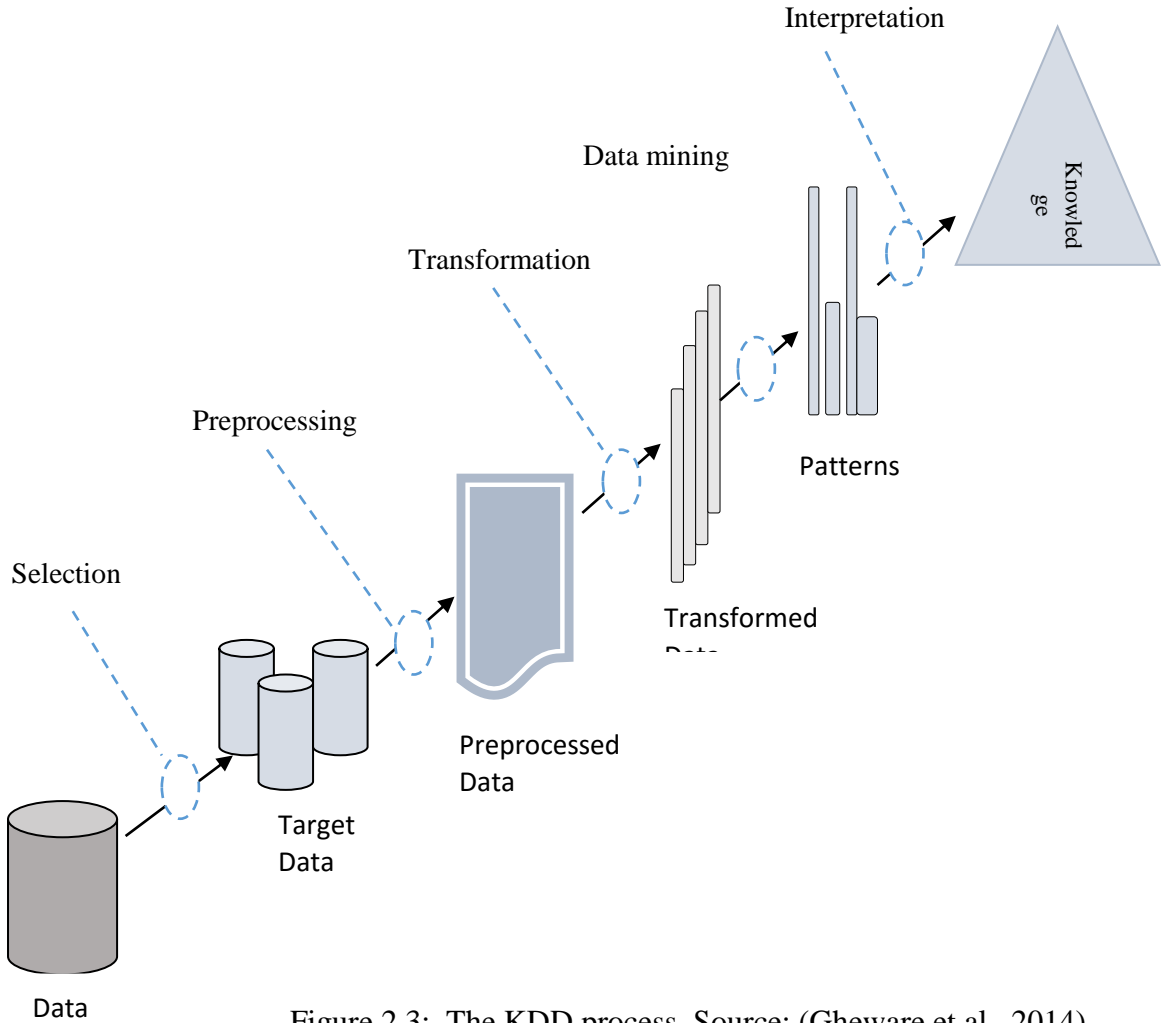 Interpretation
Knowled
ge
Data mining
Transformation
Patterns
Preprocessing
Transformed
Data
Selection
Preprocessed
Data
Target
Data
Data
Figure 2.3: The KDD process. Source: (Gheware et al., 2014)